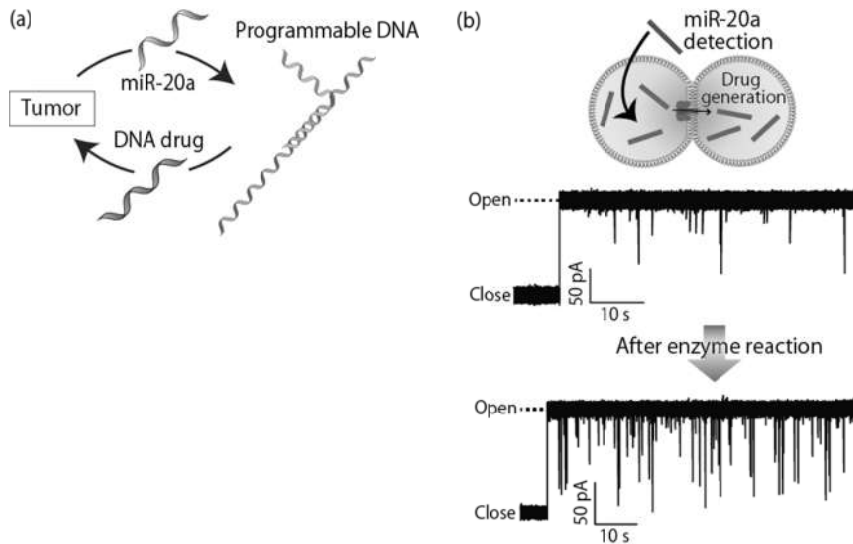 (a)
miR-20a
Programmable DNA
Tumor
DNA drug
(b)
miR-20a
detection
Drug
generation
Open
Close
50 pA
10 s
After enzyme reaction
Open
Close
50 pA
10 s